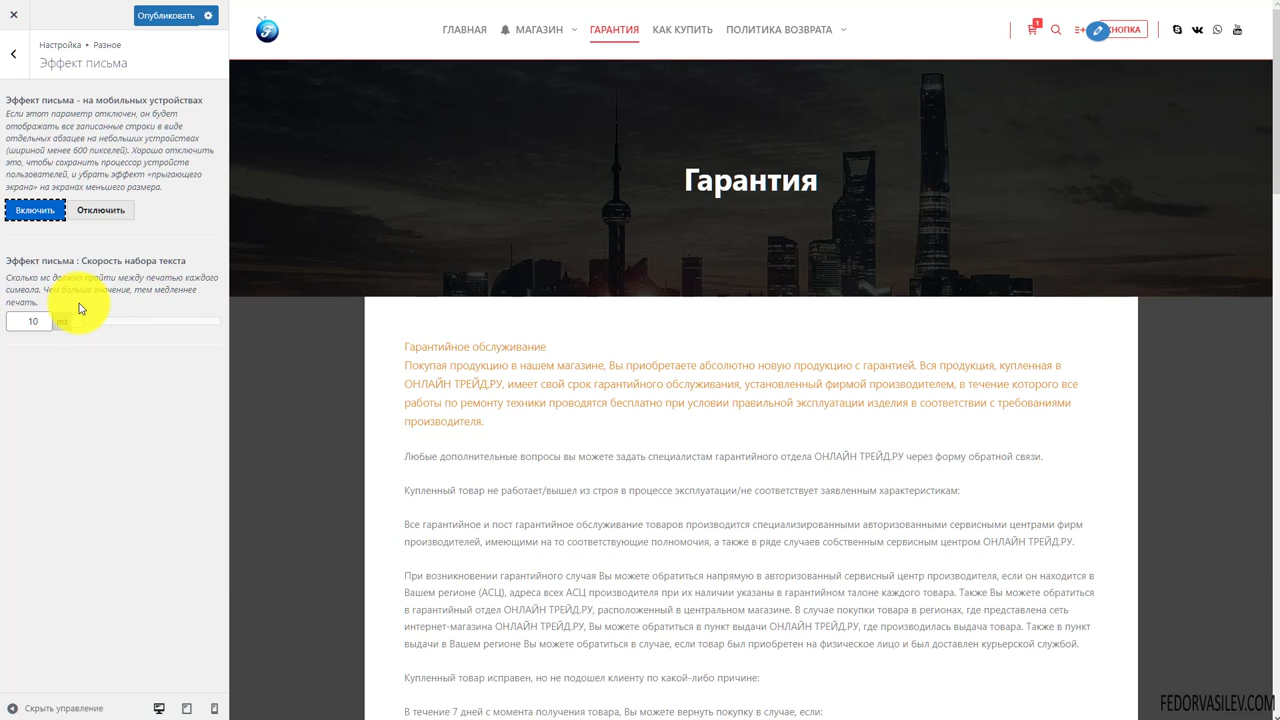 Опубликовать
Настройка ▸ Разное
Эффект письма
Эффект письма - на мобильных устройствах
Если этот параметр отключен, он будет
отображать все записанные строки в виде
отдельных абзацев на небольших устройствах
(шириной менее 600 пикселей). Хорошо отключить
это, чтобы сохранить процессор устройстве
пользователей, и убрать эффект «прыгающего
экрана» на экранах меньшего размера.
Включить
Отключить
Эффект письма : Скорость набора текста
Сколько мс должно пройти между печатью каждого
символа. Чем больше значение, тем медленнее
печать.
10 ms
Скрыть управление
ГЛАВНАЯ МАГАЗИН ГАРАНТИЯ КАК КУПИТЬ ПОЛИТИКА ВОЗВРАТА
1
КНОПКА
Гарантия
Гарантийное обслуживание
Покупая продукцию в нашем магазине, Вы приобретаете абсолютно новую продукцию с гарантией. Вся продукция, купленная в
ОНЛАЙН ТРЕЙД.РУ, имеет свой срок гарантийного обслуживания, установленный фирмой производителем, в течение которого все
работы по ремонту техники проводятся бесплатно при условии правильной эксплуатации изделия в соответствии с требованиями
производителя.
Любые дополнительные вопросы вы можете задать специалистам гарантийного отдела ОНЛАЙН ТРЕЙД.РУ через форму обратной связи.
Купленный товар не работает/вышел из строя в процессе эксплуатации/не соответствует заявленным характеристикам:
Все гарантийное и пост гарантийное обслуживание товаров производится специализированными авторизованными сервисными центрами фирм
производителей, имеющими на то соответствующие полномочия, а также в ряде случаев собственным сервисным центром ОНЛАЙН ТРЕЙД.РУ.
При возникновении гарантийного случая Вы можете обратиться напрямую в авторизованный сервисный центр производителя, если он находится в
Вашем регионе (АСЦ), адреса всех АСЦ производителя при их наличии указаны в гарантийном талоне каждого товара. Также Вы можете обратиться
в гарантийный отдел ОНЛАЙН ТРЕЙД.РУ, расположенный в центральном магазине. В случае покупки товара в регионах, где представлена сеть
интернет-магазина ОНЛАЙН ТРЕЙД.РУ, Вы можете обратиться в пункт выдачи ОНЛАЙН ТРЕЙД.РУ, где производилась выдача товара. Также в пункт
выдачи в Вашем регионе Вы можете обратиться в случае, если товар был приобретен на физическое лицо и был доставлен курьерской службой.
Купленный товар исправен, но не подошел клиенту по какой-либо причине:
В течение 7 дней с момента получения товара, Вы можете вернуть покупку в случае, если:
FEDORVASILEV.COM